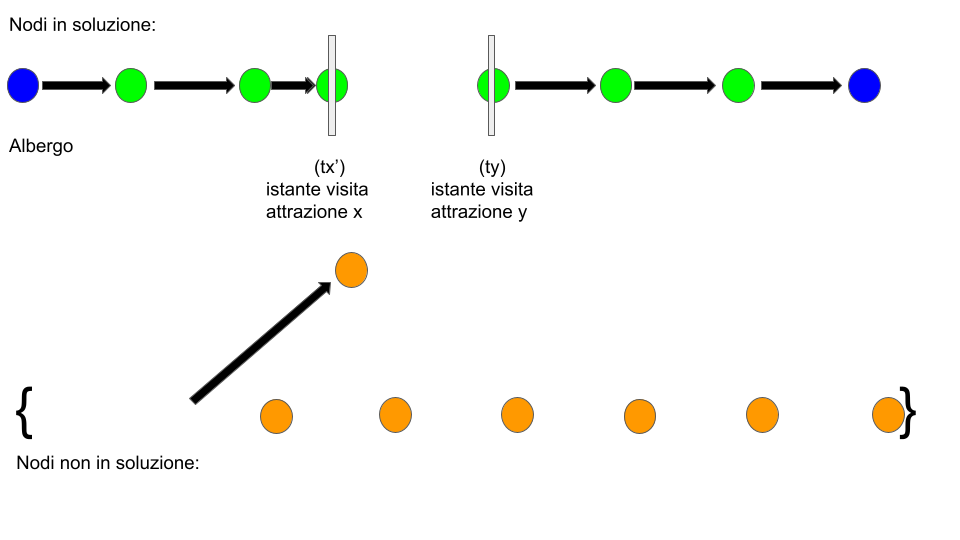 Nodi in soluzione:
Albergo
(tx’)
istante visita
attrazione x
(ty)
istante visita
attrazione y
{
}
Nodi non in soluzione: